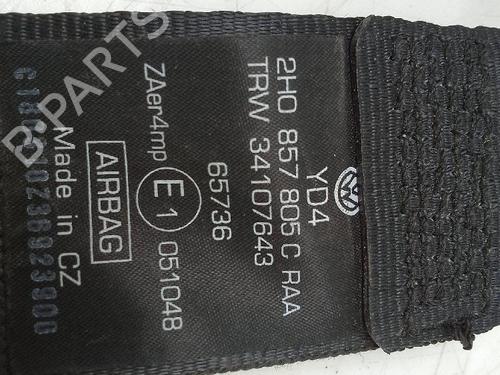 YD4
2H0 857 805 C RAA
TRW 34107643
65736
ZAer4mp
E1
051048
AIRBAG
Made in CZ
B PARTS